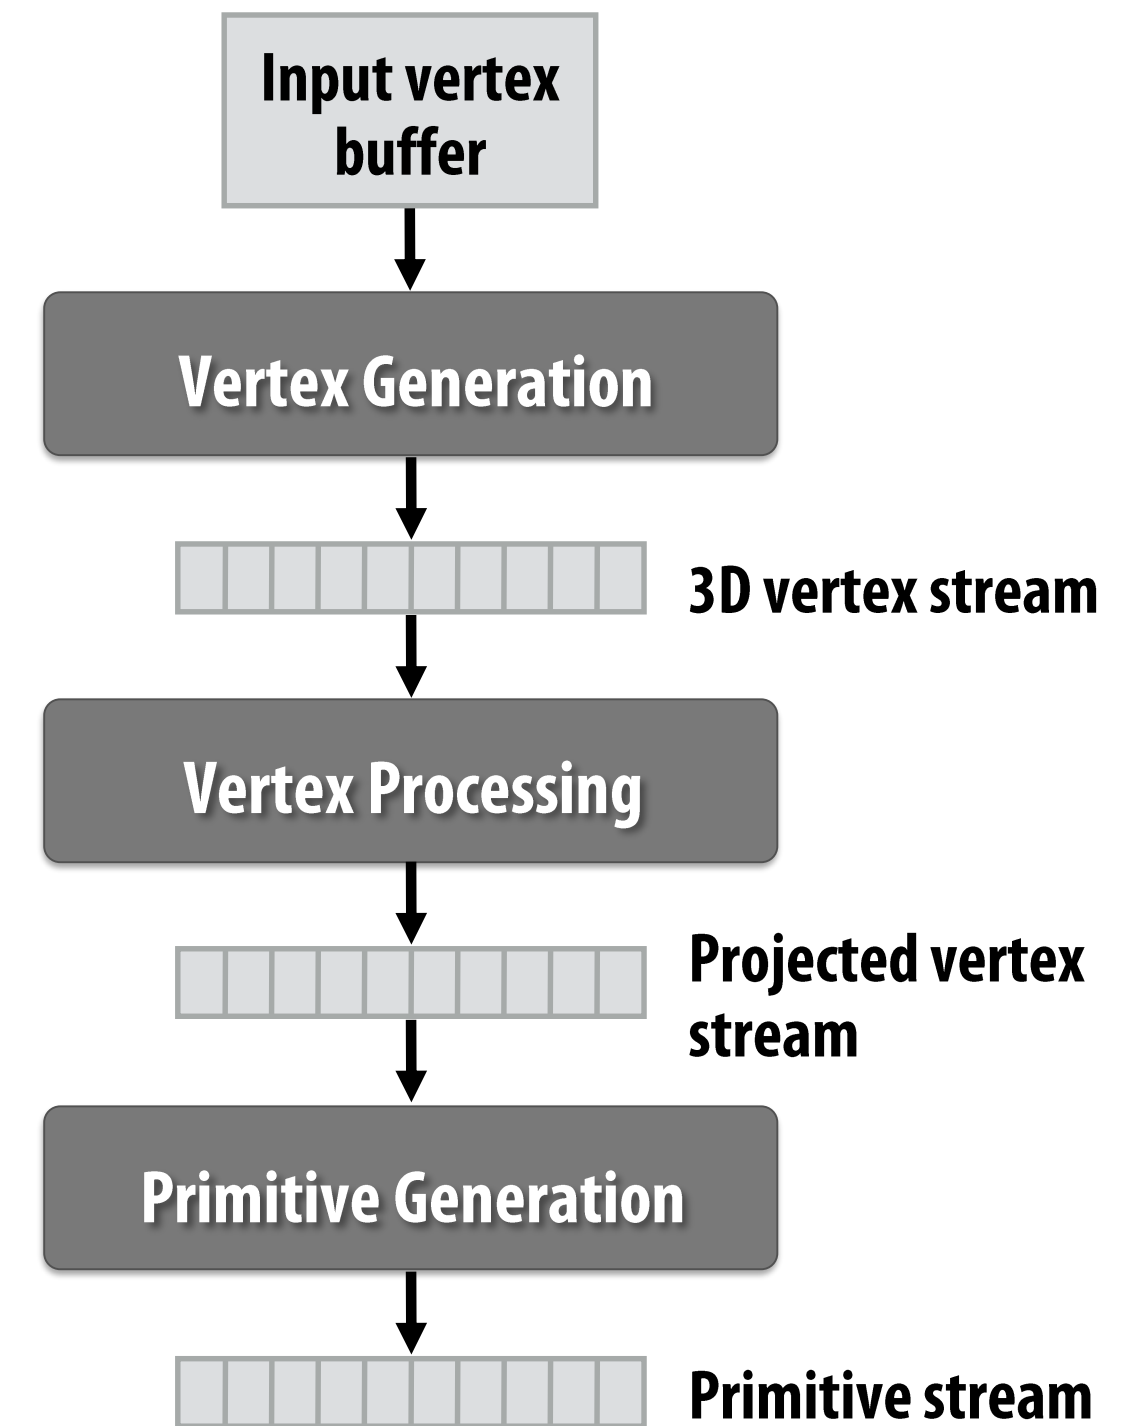 Input vertex
buffer
Vertex Generation
3D vertex stream
Vertex Processing
Projected vertex
stream
Primitive Generation
Primitive stream